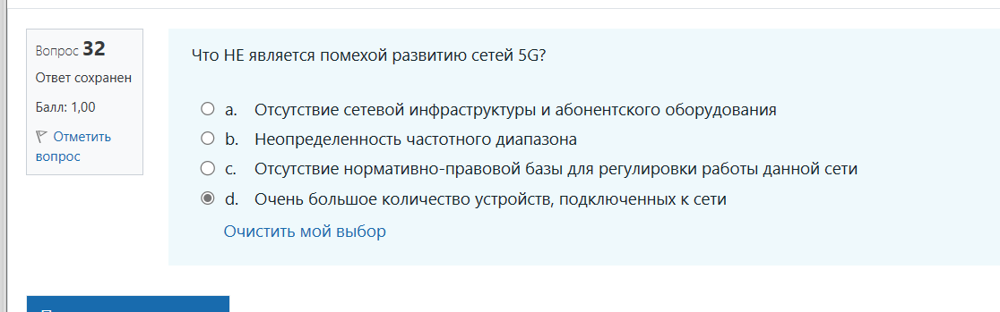 Вопрос 32
Ответ сохранен
Балл: 1,00
Отметить
вопрос
Что НЕ является помехой развитию сетей 5G?
a. Отсутствие сетевой инфраструктуры и абонентского оборудования
b. Неопределенность частотного диапазона
c. Отсутствие нормативно-правовой базы для регулировки работы данной сети
d. Очень большое количество устройств, подключенных к сети
Очистить мой выбор